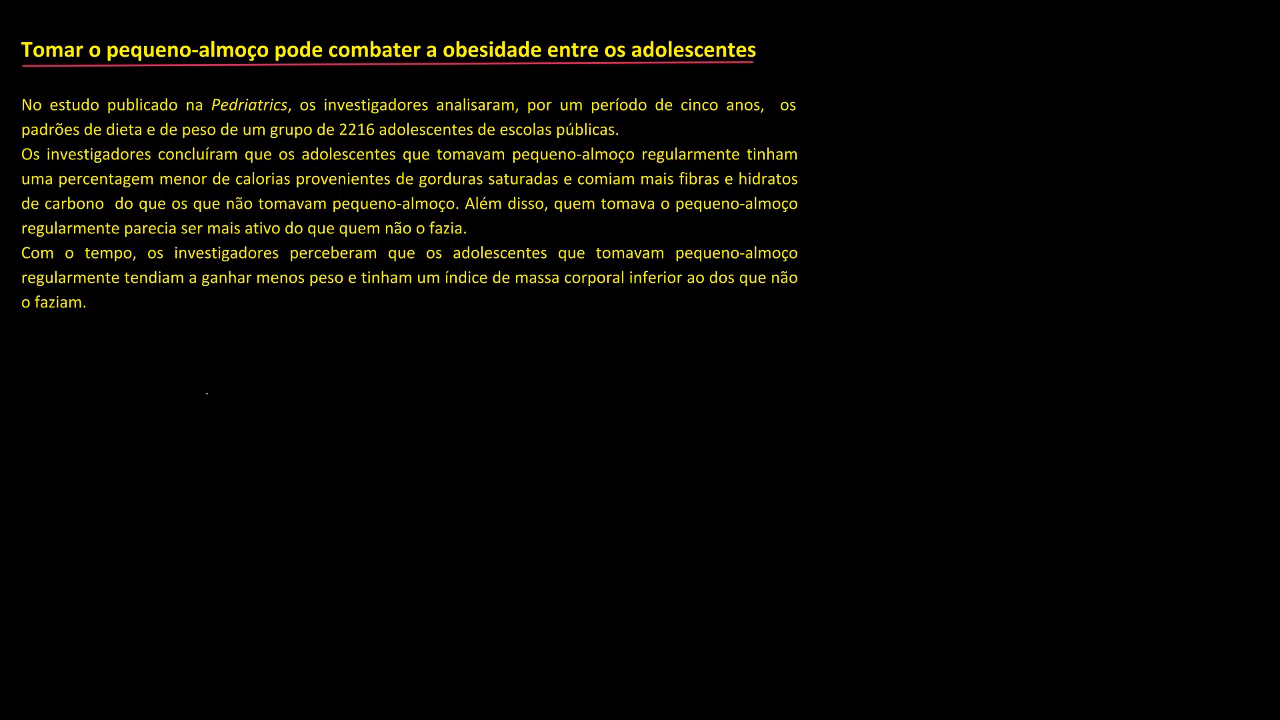 Tomar o pequeno-almoço pode combater a obesidade entre os adolescentes
No estudo publicado na Pedriatrics, os investigadores analisaram, por um período de cinco anos, os
padrões de dieta e de peso de um grupo de 2216 adolescentes de escolas públicas.
Os investigadores concluíram que os adolescentes que tomavam pequeno-almoço regularmente tinham
uma percentagem menor de calorias provenientes de gorduras saturadas e comiam mais fibras e hidratos
de carbono do que os que não tomavam pequeno-almoço. Além disso, quem tomava o pequeno-almoço
regularmente parecia ser mais ativo do que quem não o fazia.
Com o tempo, os investigadores perceberam que os adolescentes que tomavam pequeno-almoço
regularmente tendiam a ganhar menos peso e tinham um índice de massa corporal inferior ao dos que não
o faziam.